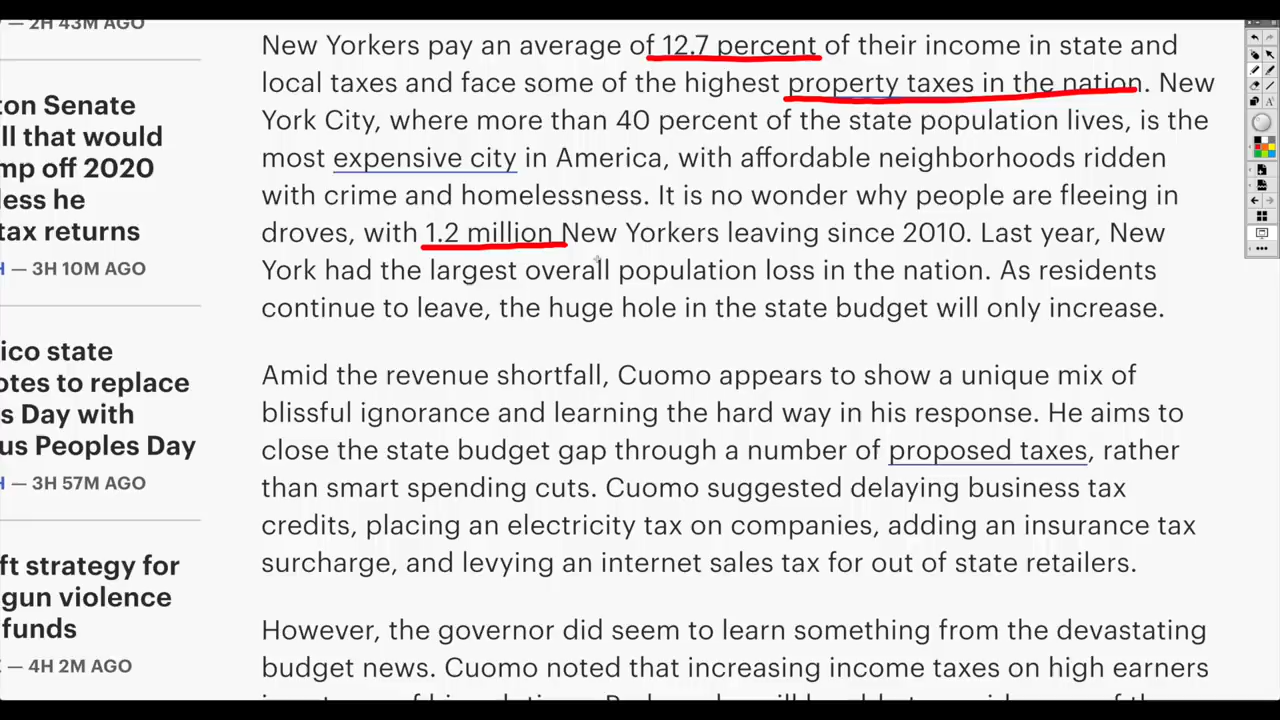 — 2H 43M AGO
ton Senate
ll that would
mp off 2020
less he
tax returns
H — 3H 10M AGO
ico state
otes to replace
s Day with
us Peoples Day
H — 3H 57M AGO
ft strategy for
gun violence
funds
E — 4H 2M AGO
New Yorkers pay an average of 12.7 percent of their income in state and
local taxes and face some of the highest property taxes in the nation. New
York City, where more than 40 percent of the state population lives, is the
most expensive city in America, with affordable neighborhoods ridden
with crime and homelessness. It is no wonder why people are fleeing in
droves, with 1.2 million New Yorkers leaving since 2010. Last year, New
York had the largest overall population loss in the nation. As residents
continue to leave, the huge hole in the state budget will only increase.
Amid the revenue shortfall, Cuomo appears to show a unique mix of
blissful ignorance and learning the hard way in his response. He aims to
close the state budget gap through a number of proposed taxes, rather
than smart spending cuts. Cuomo suggested delaying business tax
credits, placing an electricity tax on companies, adding an insurance tax
surcharge, and levying an internet sales tax for out of state retailers.
However, the governor did seem to learn something from the devastating
budget news. Cuomo noted that increasing income taxes on high earners